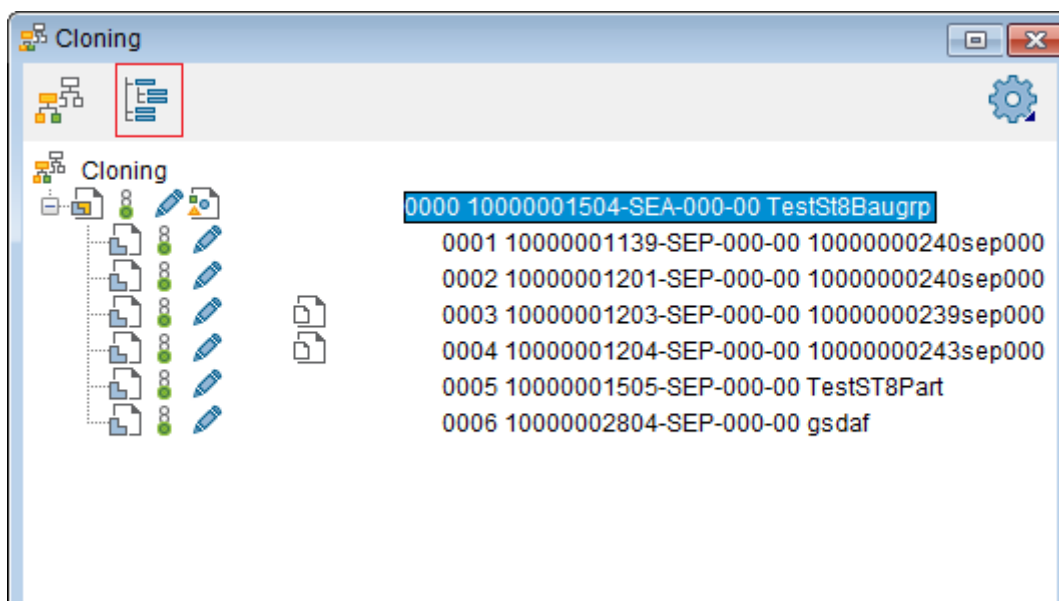 Cloning
Cloning
0000 10000001504-SEA-000-00 TestSt8Baugrp
0001 10000001139-SEP-000-00 10000000240sep000
0002 10000001201-SEP-000-00 10000000240sep000
0003 10000001203-SEP-000-00 10000000239sep000
0004 10000001204-SEP-000-00 10000000243sep000
0005 10000001505-SEP-000-00 TestST8Part
0006 10000002804-SEP-000-00 gsdaf